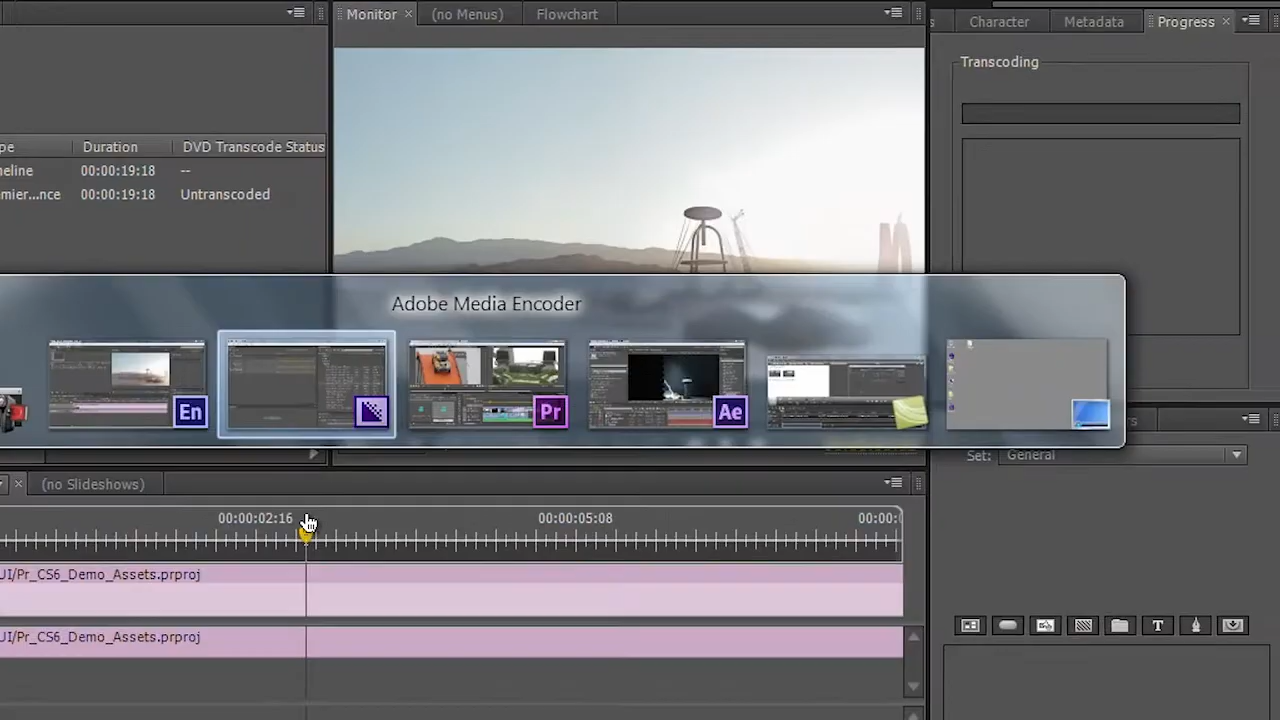 Monitor
(no Menus)
Flowchart
Character
Metadata
Progress
Transcoding
pe
Duration
DVD Transcode Status
neline
00:00:19:18
--
mier...nce
00:00:19:18
Untranscoded
Adobe Media Encoder
En
Pr
Ae
Set:
General
(no Slideshows)
00:00:02:16
00:00:05:08
00:00:
UI/Pr_CS6_Demo_Assets.prproj
UI/Pr_CS6_Demo_Assets.prproj
T